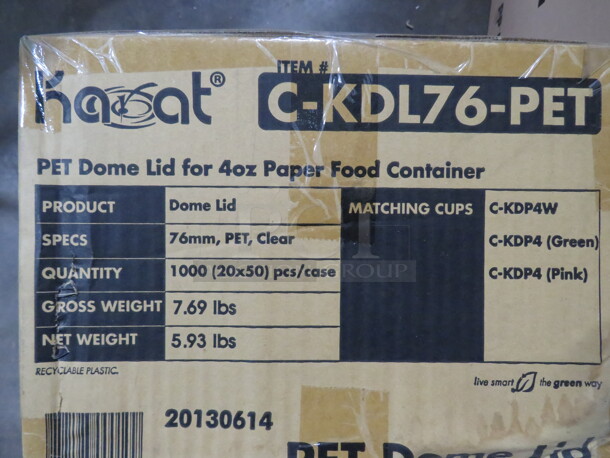 ITEM #
Karat®
C-KDL76-PET
PET Dome Lid for 4oz Paper Food Container
PRODUCT Dome Lid MATCHING CUPS C-KDP4W
SPECS 76mm, PET, Clear C-KDP4 (Green)
QUANTITY 1000 (20x50) pcs/case C-KDP4 (Pink)
GROSS WEIGHT 7.69 lbs
NET WEIGHT 5.93 lbs
RECYCLABLE PLASTIC.
live smart the green way
20130614
PET Dome Lid
GROUP